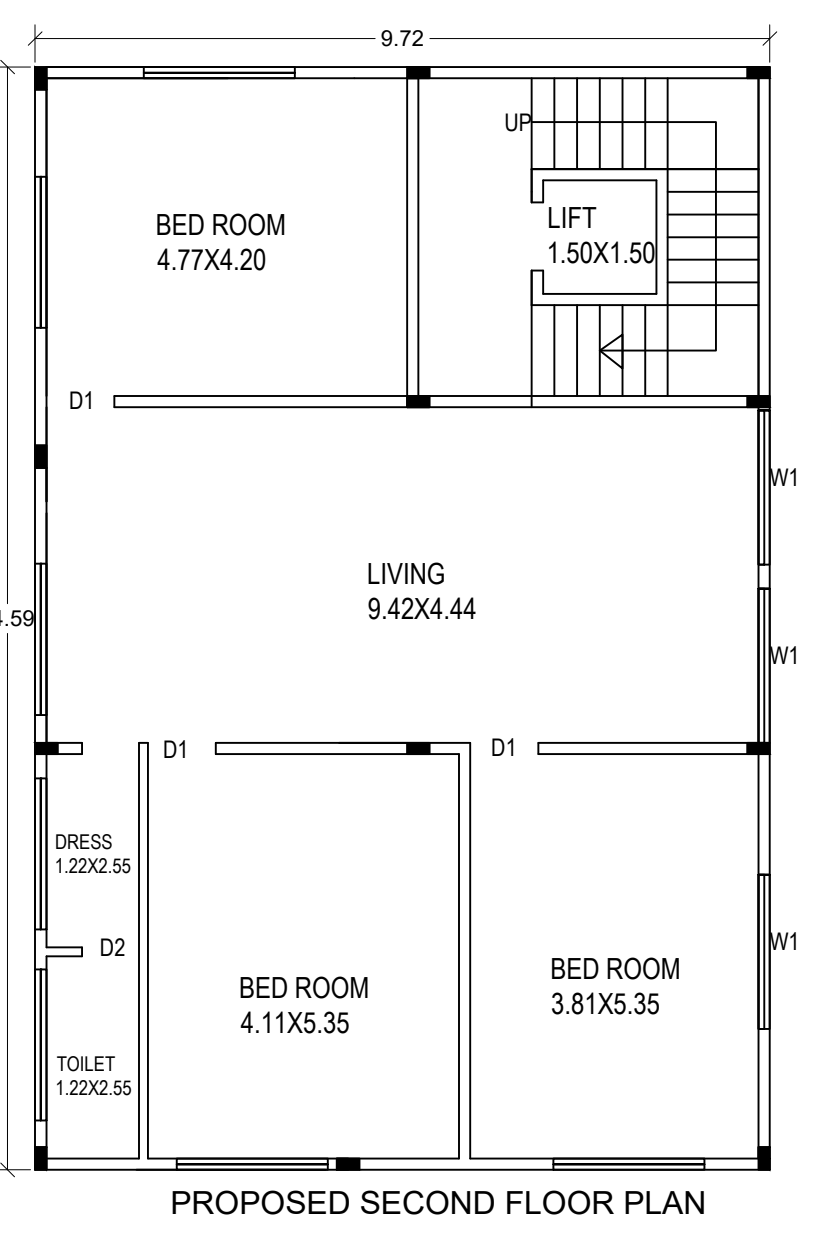 9.72
UP
BED ROOM
4.77X4.20
LIFT
1.50X1.50
D1
W1
LIVING
9.42X4.44
W1
D1
D1
DRESS
1.22X2.55
D2
W1
BED ROOM
4.11X5.35
BED ROOM
3.81X5.35
TOILET
1.22X2.55
PROPOSED SECOND FLOOR PLAN